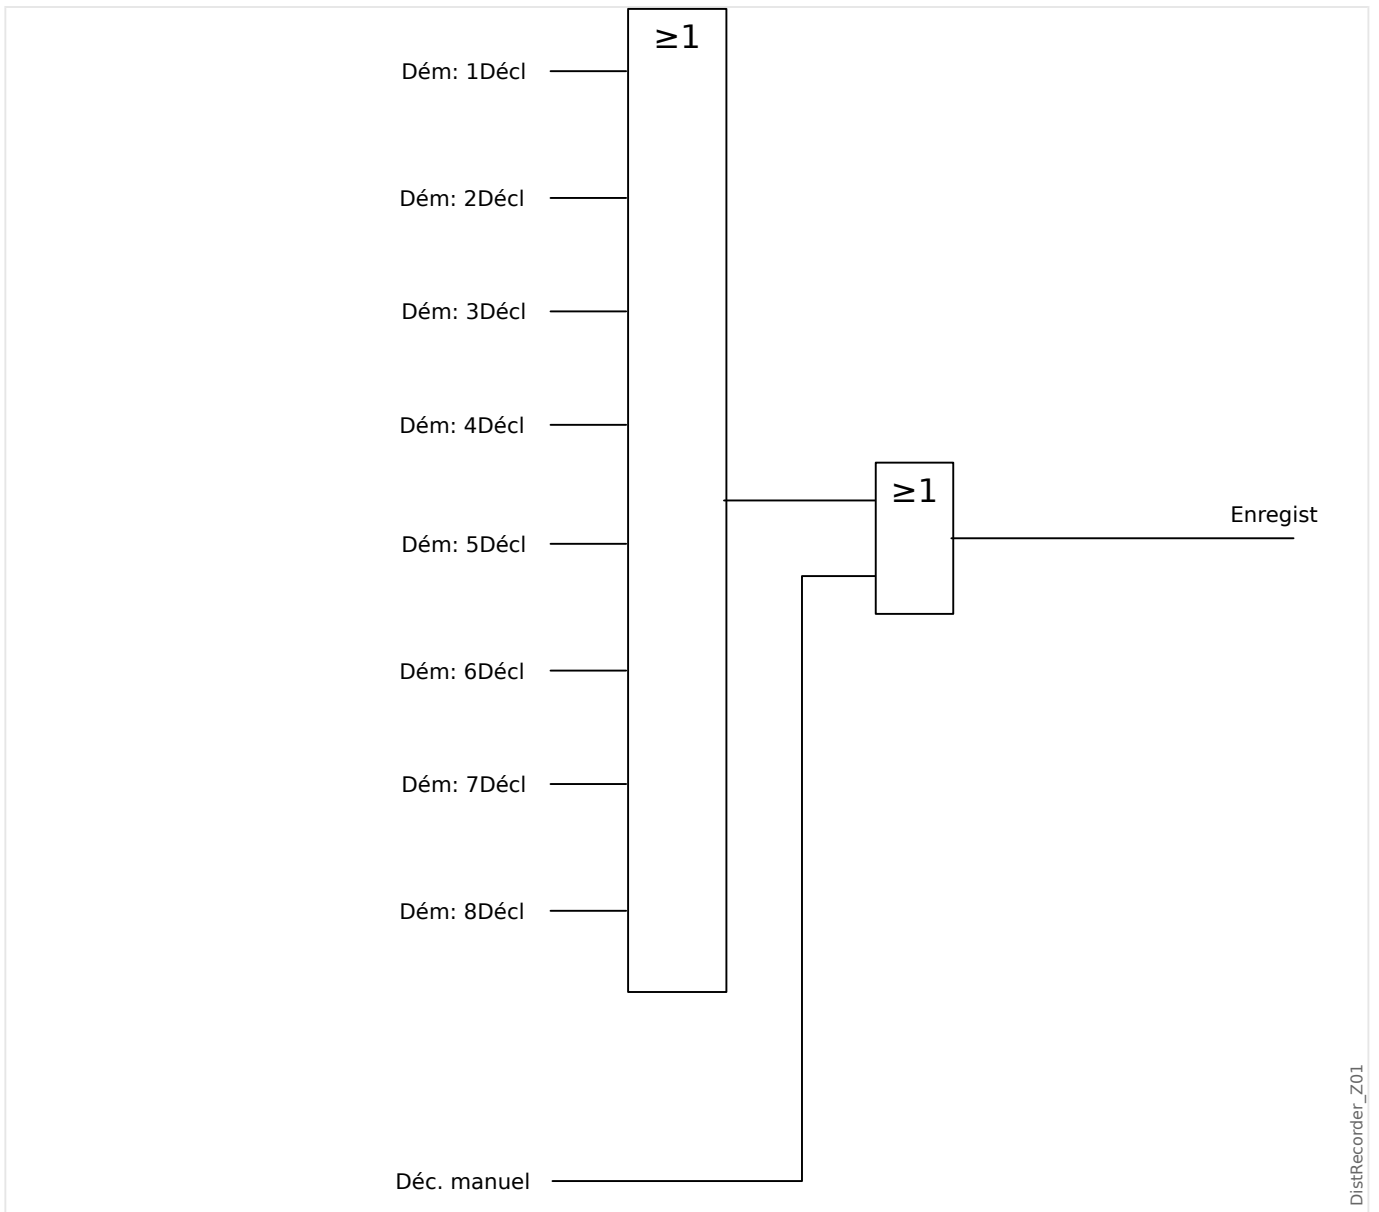 ≥1
Dém: 1Décl
Dém: 2Décl
Dém: 3Décl
Dém: 4Décl
≥1
Enregist
Dém: 5Décl
Dém: 6Décl
Dém: 7Décl
Dém: 8Décl
Déc. manuel
DistRecorder_Z01